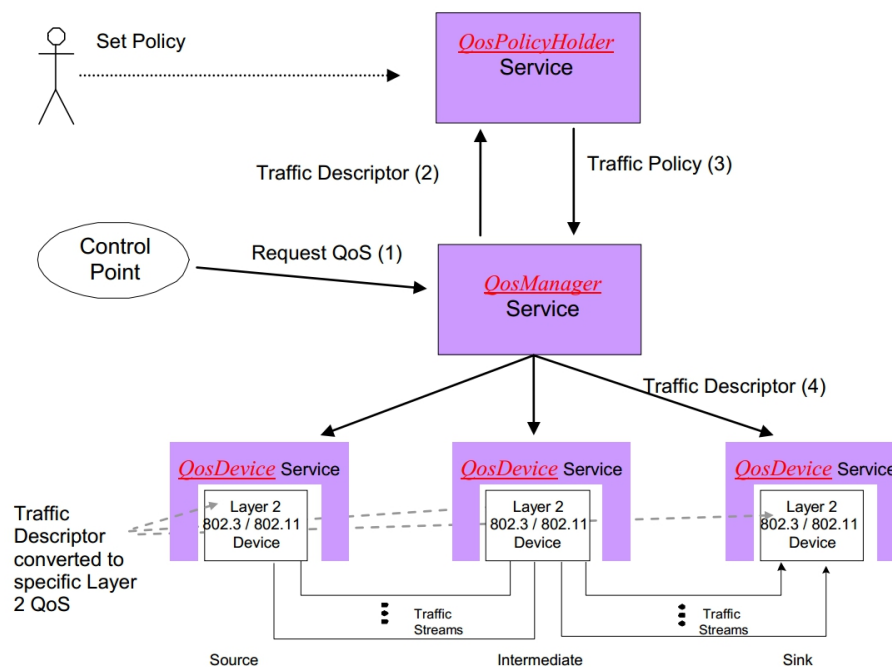 Set Policy
QosPolicyHolder
Service
Traffic Descriptor (2)
Traffic Policy (3)
Control
Point
Request QoS (1)
QosManager
Service
Traffic Descriptor (4)
QosDevice Service
QosDevice Service
QosDevice Service
Layer 2
802.3 / 802.11
Device
Layer 2
802.3 / 802.11
Device
Layer 2
802.3 / 802.11
Device
Traffic
Descriptor
converted to
specific Layer
2 QoS
Traffic
Streams
Traffic
Streams
Source
Intermediate
Sink